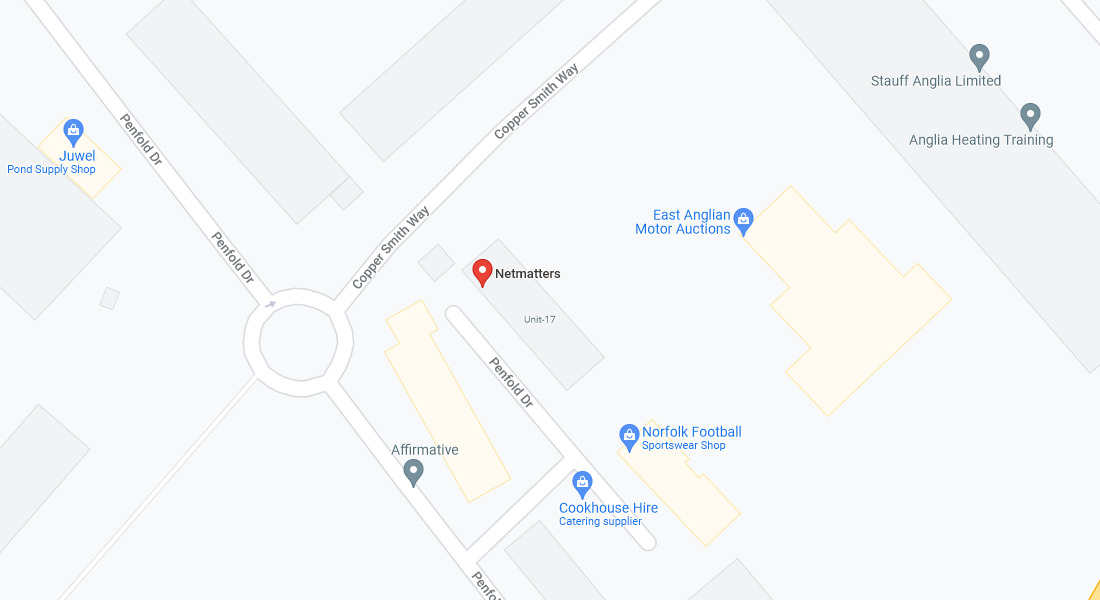 Stauff Anglia Limited
Copper Smith Way
Penfold Dr
Anglia Heating Training
Juwel
Pond Supply Shop
East Anglian
Motor Auctions
Copper Smith Way
Penfold Dr
Netmatters
Unit-17
Penfold Dr
Norfolk Football
Sportswear Shop
Affirmative
Cookhouse Hire
Catering supplier
Penfo